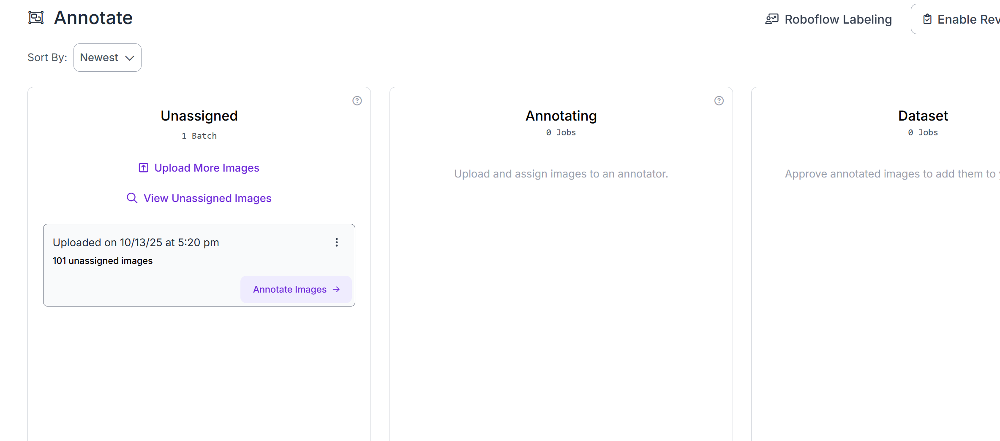 Annotate
Roboflow Labeling
Enable Rev
Sort By:
Newest
Unassigned
1 Batch
Upload More Images
View Unassigned Images
Uploaded on 10/13/25 at 5:20 pm
101 unassigned images
Annotate Images
Annotating
0 Jobs
Upload and assign images to an annotator.
Dataset
0 Jobs
Approve annotated images to add them to